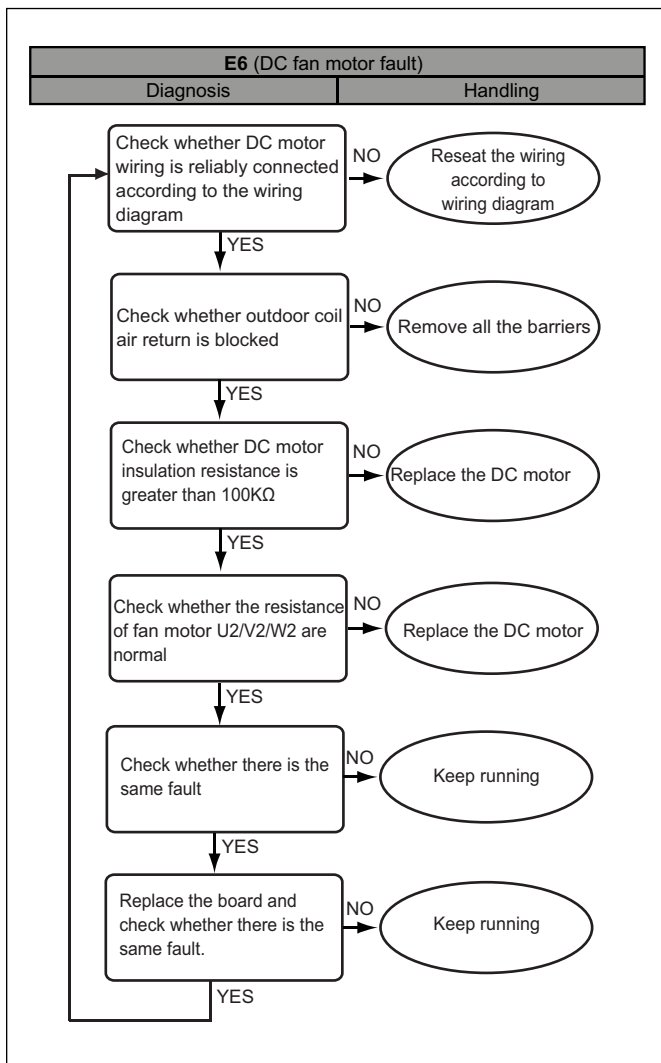 E6 (DC fan motor fault)
Diagnosis
Handling
Check whether DC motor
wiring is reliably connected
according to the wiring
diagram
NO
Reseat the wiring
according to
wiring diagram
YES
Check whether outdoor coil
air return is blocked
NO
Remove all the barriers
YES
Check whether DC motor
insulation resistance is
greater than 100KΩ
NO
Replace the DC motor
YES
Check whether the resistance
of fan motor U2/V2/W2 are
normal
NO
Replace the DC motor
YES
Check whether there is the
same fault
NO
Keep running
YES
Replace the board and
check whether there is the
same fault.
NO
Keep running
YES